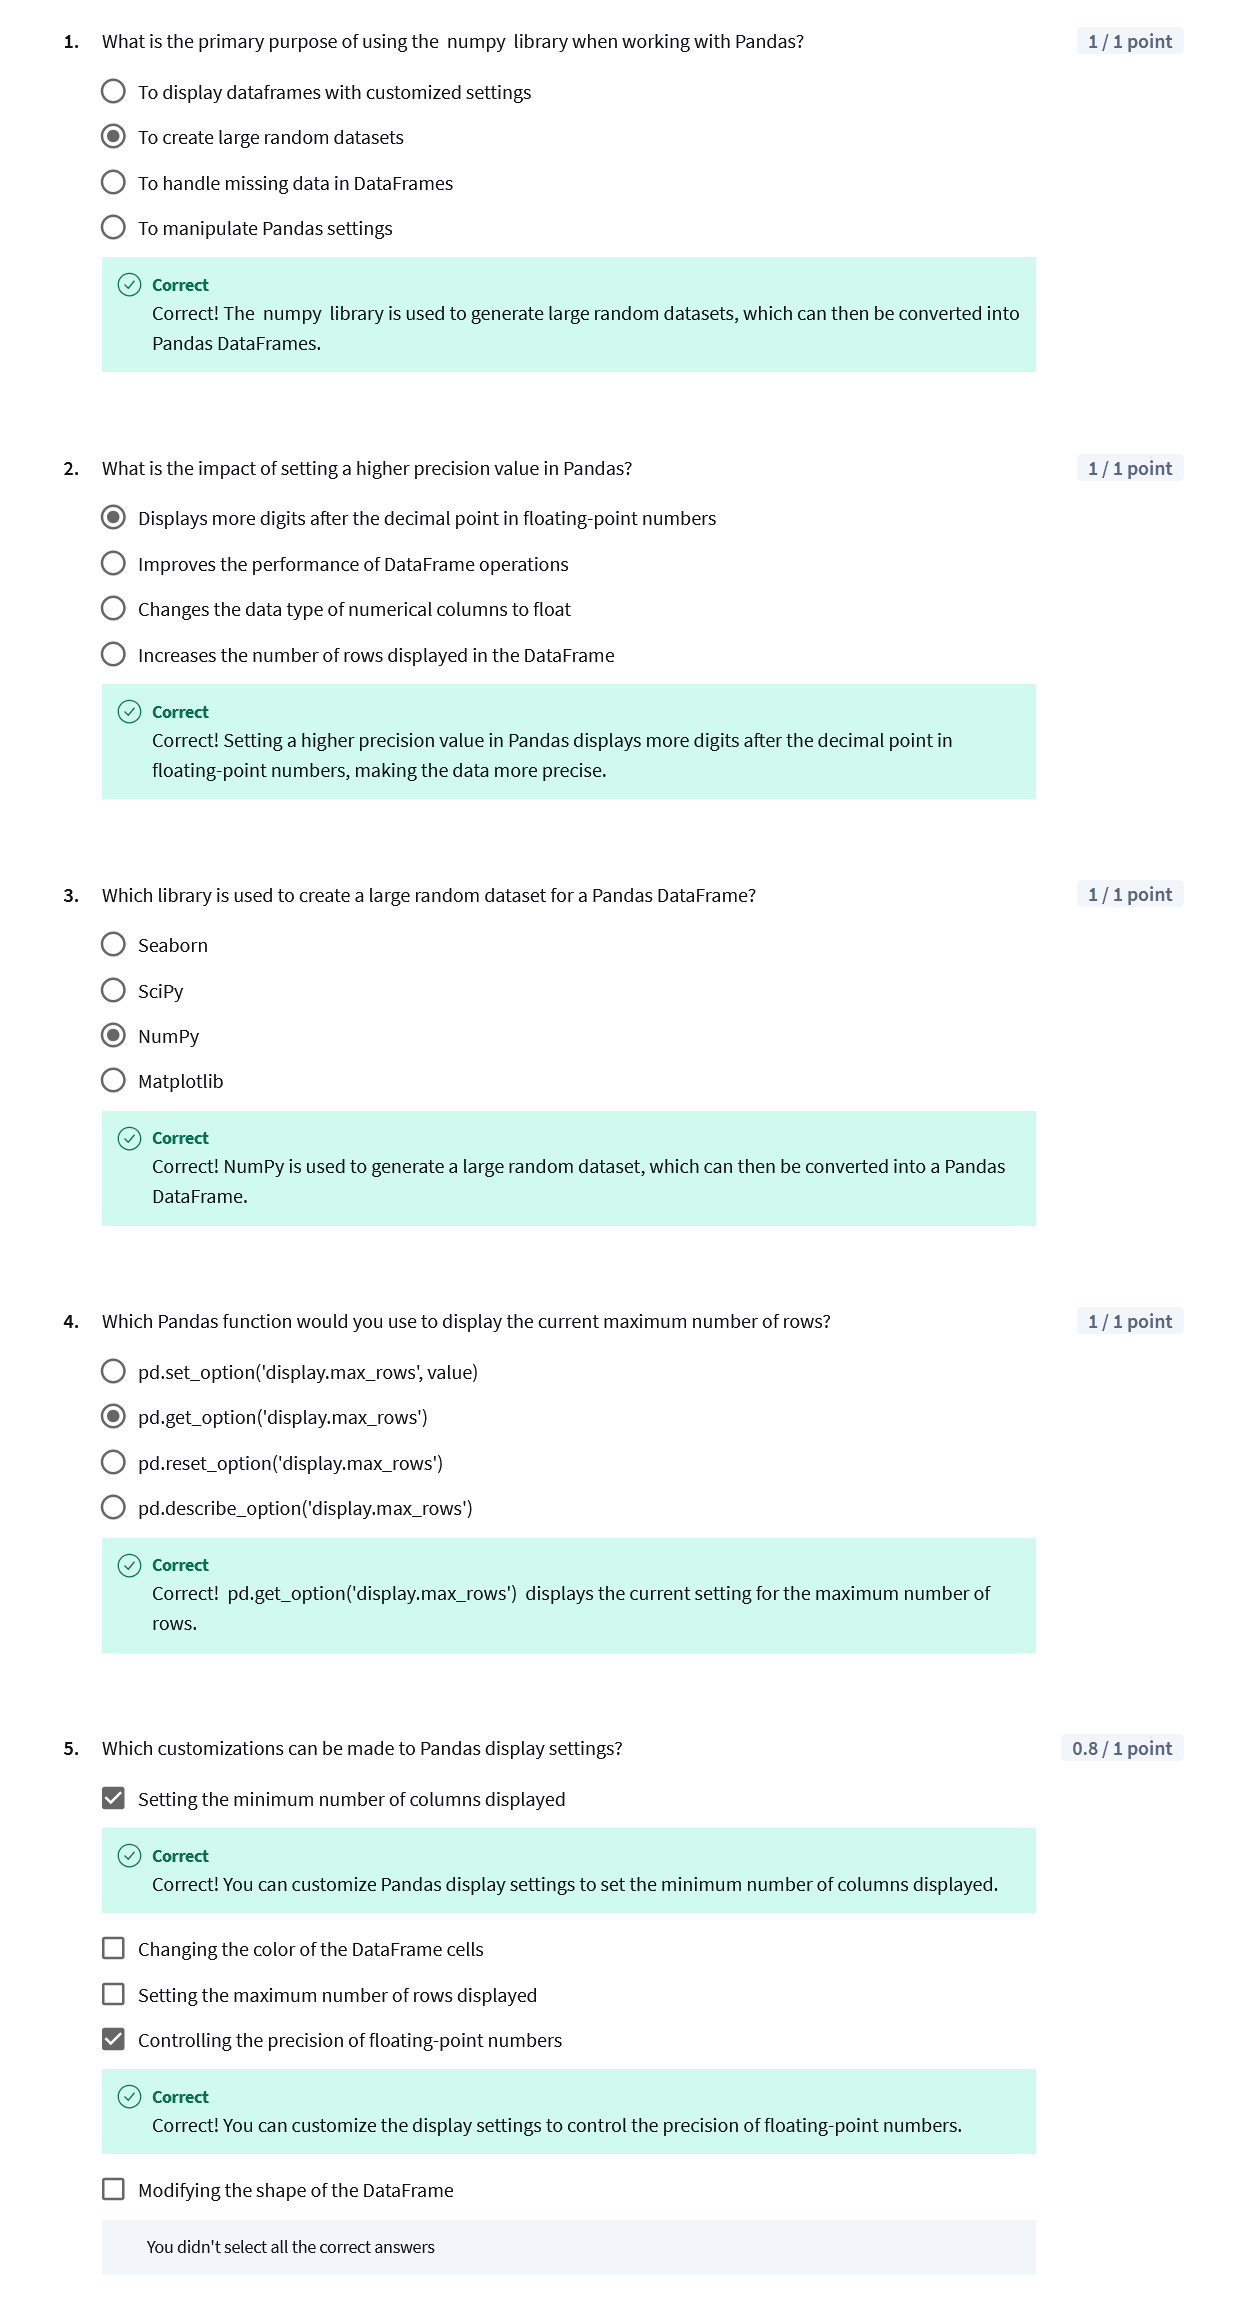 1. What is the primary purpose of using the numpy library when working with Pandas? 1 / 1 point
To display dataframes with customized settings
To create large random datasets
To handle missing data in DataFrames
To manipulate Pandas settings
Correct
Correct! The numpy library is used to generate large random datasets, which can then be converted into
Pandas DataFrames.
2. What is the impact of setting a higher precision value in Pandas? 1 / 1 point
Displays more digits after the decimal point in floating-point numbers
Improves the performance of DataFrame operations
Changes the data type of numerical columns to float
Increases the number of rows displayed in the DataFrame
Correct
Correct! Setting a higher precision value in Pandas displays more digits after the decimal point in
floating-point numbers, making the data more precise.
3. Which library is used to create a large random dataset for a Pandas DataFrame? 1 / 1 point
Seaborn
SciPy
NumPy
Matplotlib
Correct
Correct! NumPy is used to generate a large random dataset, which can then be converted into a Pandas
DataFrame.
4. Which Pandas function would you use to display the current maximum number of rows? 1 / 1 point
pd.set_option('display.max_rows', value)
pd.get_option('display.max_rows')
pd.reset_option('display.max_rows')
pd.describe_option('display.max_rows')
Correct
Correct! pd.get_option('display.max_rows') displays the current setting for the maximum number of
rows.
5. Which customizations can be made to Pandas display settings? 0.8 / 1 point
Setting the minimum number of columns displayed
Correct
Correct! You can customize Pandas display settings to set the minimum number of columns displayed.
Changing the color of the DataFrame cells
Setting the maximum number of rows displayed
Controlling the precision of floating-point numbers
Correct
Correct! You can customize the display settings to control the precision of floating-point numbers.
Modifying the shape of the DataFrame
You didn't select all the correct answers